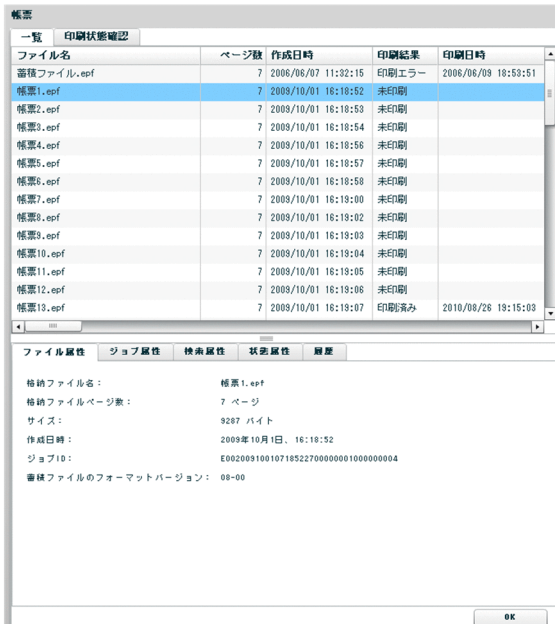 帳票
一覧 印刷状態確認
ファイル名 ページ数 作成日時 印刷結果 印刷日時
蓄積ファイル.epf 7 2006/06/07 11:32:15 印刷エラー 2006/06/09 18:53:51
帳票1.epf 7 2009/10/01 16:18:52 未印刷
帳票2.epf 7 2009/10/01 16:18:53 未印刷
帳票3.epf 7 2009/10/01 16:18:54 未印刷
帳票4.epf 7 2009/10/01 16:18:56 未印刷
帳票5.epf 7 2009/10/01 16:18:57 未印刷
帳票6.epf 7 2009/10/01 16:18:58 未印刷
帳票7.epf 7 2009/10/01 16:19:00 未印刷
帳票8.epf 7 2009/10/01 16:19:02 未印刷
帳票9.epf 7 2009/10/01 16:19:03 未印刷
帳票10.epf 7 2009/10/01 16:19:04 未印刷
帳票11.epf 7 2009/10/01 16:19:05 未印刷
帳票12.epf 7 2009/10/01 16:19:06 未印刷
帳票13.epf 7 2009/10/01 16:19:07 印刷済み 2010/08/26 19:15:03
ファイル属性 ジョブ属性 検索属性 状態属性 履歴
格納ファイル名： 帳票1.epf
格納ファイルページ数： 7 ページ
サイズ： 9287 バイト
作成日時： 2009年10月1日、 16:18:52
ジョブID： E00200910010718522700000001000000004
蓄積ファイルのフォーマットバージョン： 08-00
OK